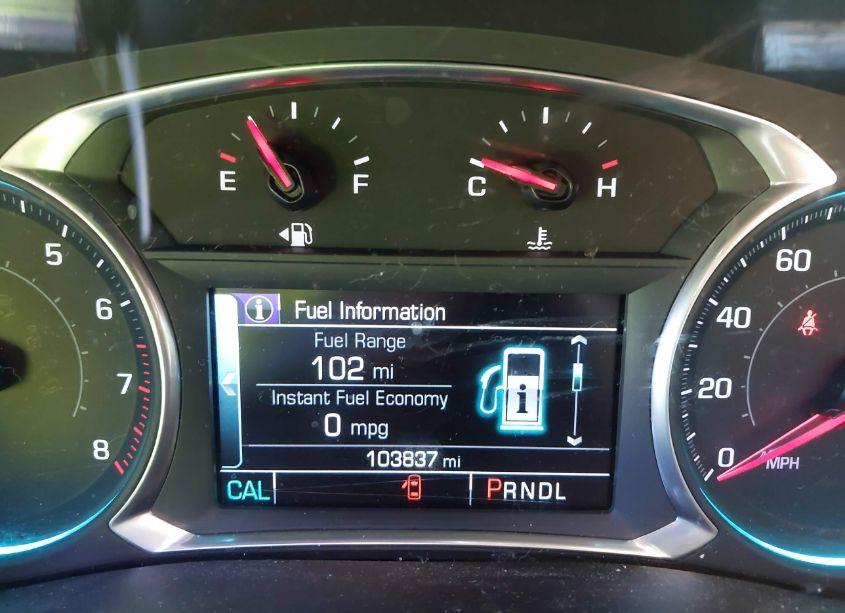 E F
C H
5
6
7
8
60
40
20
0
MPH
i Fuel Information
Fuel Range
102 mi
Instant Fuel Economy
0 mpg
i
103837 mi
CAL
PRNDL